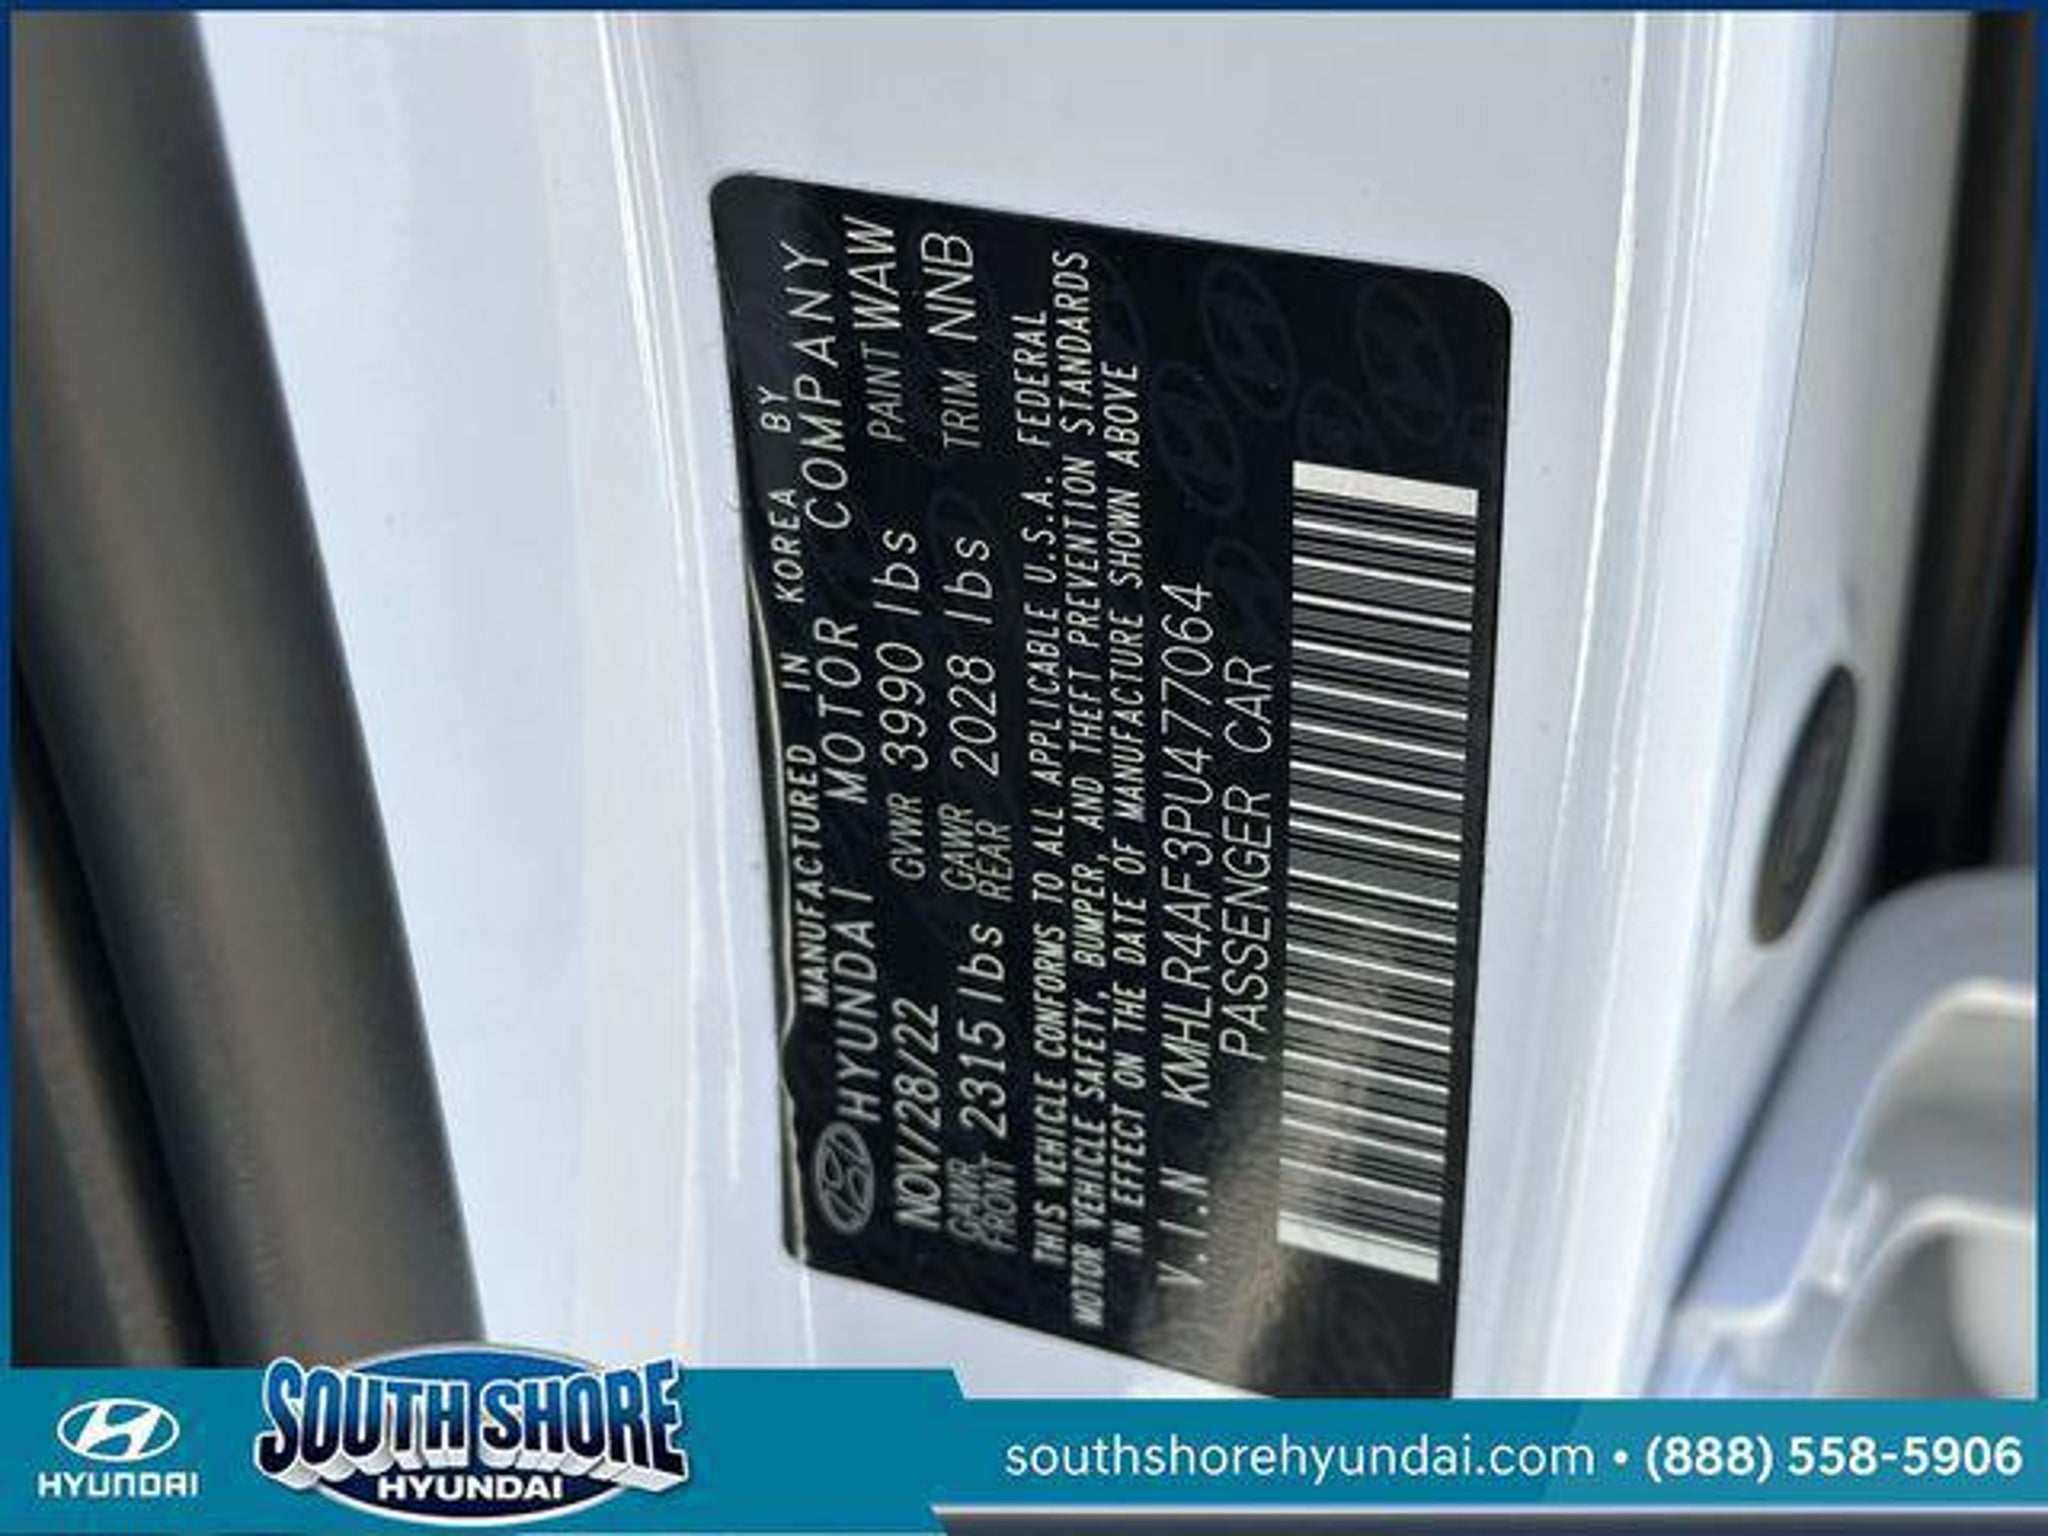 MANUFACTURED IN KOREA BY
HYUNDAI MOTOR COMPANY
NOV/28/22 GVWR 3990 lbs PAINT WAW
GAWR FRONT 2315 lbs GAWR REAR 2028 lbs TRIM NNB
THIS VEHICLE CONFORMS TO ALL APPLICABLE U.S.A. FEDERAL
MOTOR VEHICLE SAFETY, BUMPER, AND THEFT PREVENTION STANDARDS
IN EFFECT ON THE DATE OF MANUFACTURE SHOWN ABOVE
V.I.N KMHLR4AF3PU477064
PASSENGER CAR
HYUNDAI
SOUTH SHORE
HYUNDAI
southshorehyundai.com • (888) 558-5906